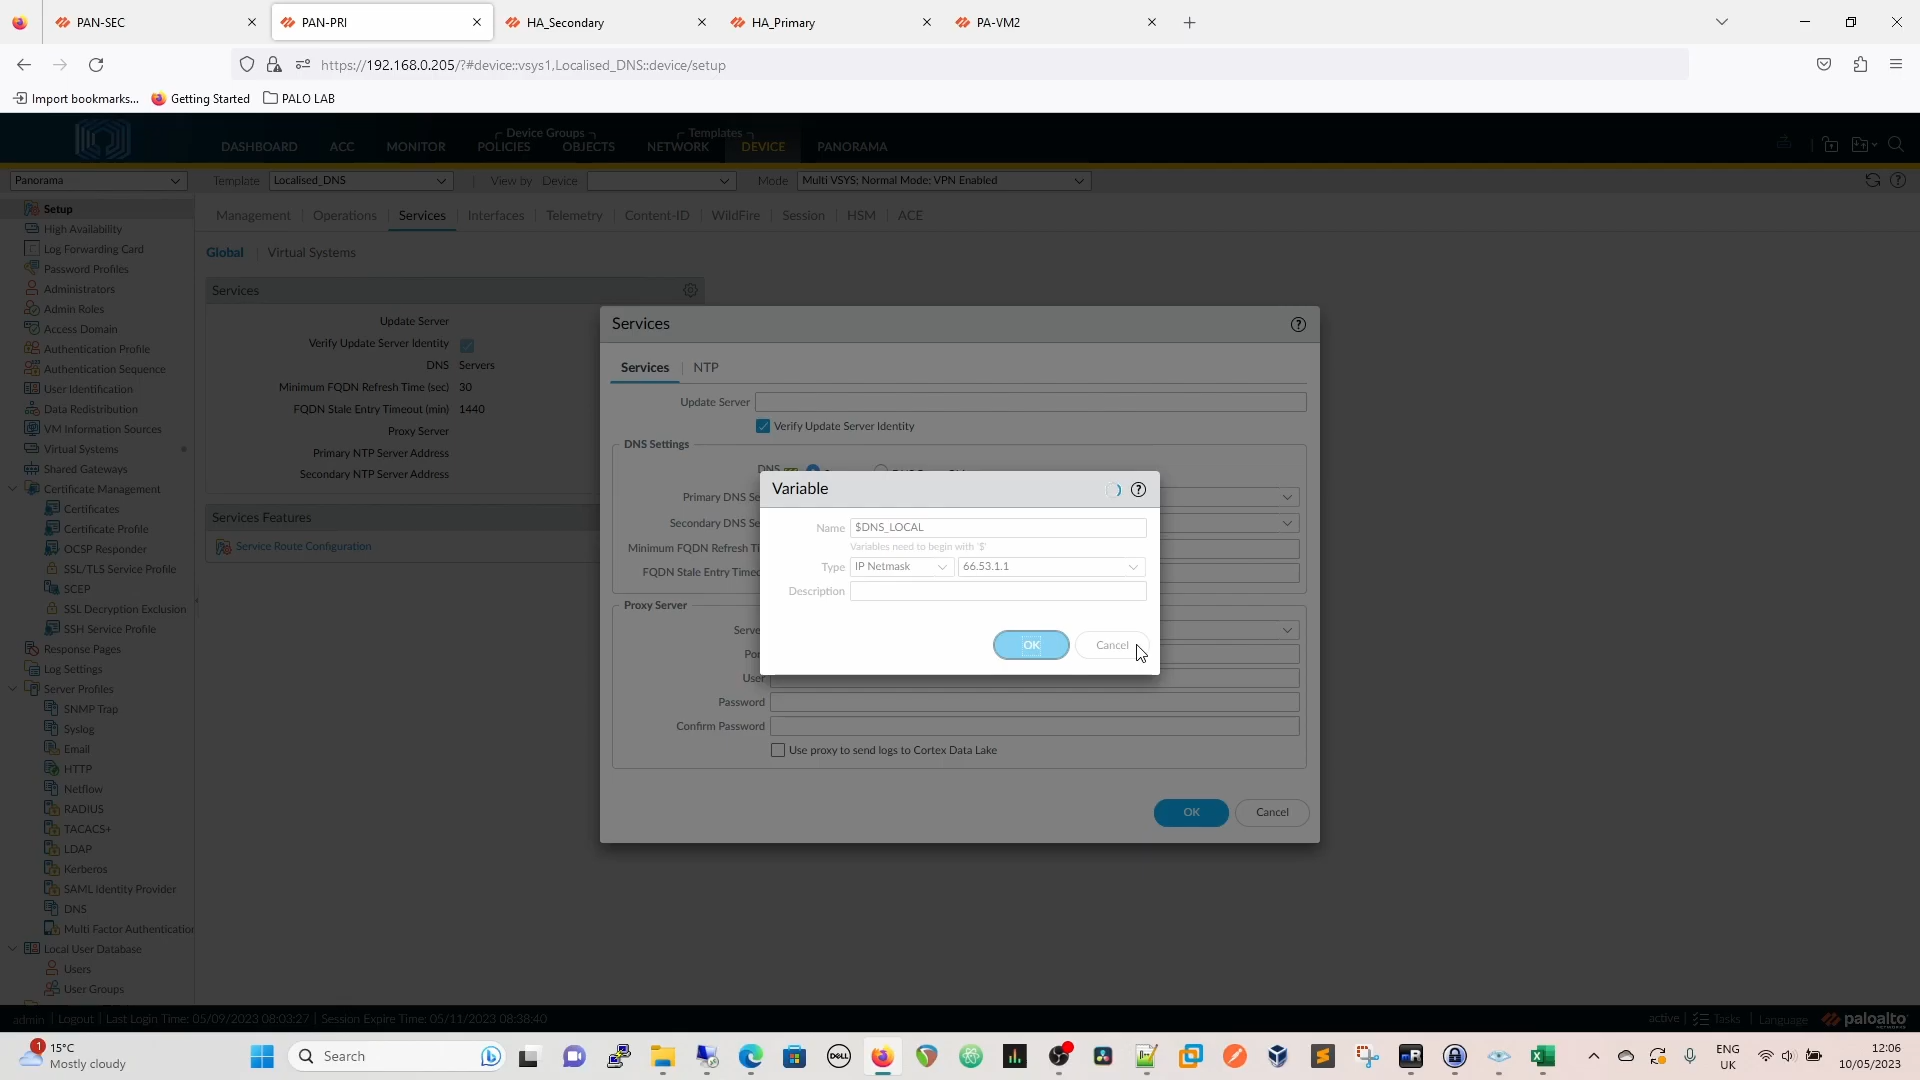 PAN-SEC
PAN-PRI
HA_Secondary
HA_Primary
PA-VM2
https://192.168.0.205/?#device::vsys1,Localised_DNS::device/setup
Import bookmarks...
Getting Started
PALO LAB
Device Groups
Templates
DASHBOARD
ACC
MONITOR
POLICIES
OBJECTS
NETWORK
DEVICE
PANORAMA
Panorama
Template
Localised_DNS
View by
Device
Mode
Multi VSYS; Normal Mode; VPN Enabled
Setup
High Availability
Log Forwarding Card
Password Profiles
Administrators
Admin Roles
Access Domain
Authentication Profile
Authentication Sequence
User Identification
Data Redistribution
VM Information Sources
Virtual Systems
Shared Gateways
Certificate Management
Certificates
Certificate Profile
OCSP Responder
SSL/TLS Service Profile
SCEP
SSL Decryption Exclusion
SSH Service Profile
Response Pages
Log Settings
Server Profiles
SNMP Trap
Syslog
Email
HTTP
Netflow
RADIUS
TACACS+
LDAP
Kerberos
SAML Identity Provider
DNS
Multi Factor Authentication
Local User Database
Users
User Groups
Management
Operations
Services
Interfaces
Telemetry
Content-ID
WildFire
Session
HSM
ACE
Global
Virtual Systems
Services
Update Server
Verify Update Server Identity
DNS Servers
Minimum FQDN Refresh Time (sec) 30
FQDN Stale Entry Timeout (min) 1440
Proxy Server
Primary NTP Server Address
Secondary NTP Server Address
Services Features
Service Route Configuration
Services
Services
NTP
Update Server
Verify Update Server Identity
DNS Settings
DNS
Primary DNS Se
Secondary DNS Se
Minimum FQDN Refresh Ti
FQDN Stale Entry Timeo
Proxy Server
Serve
Por
User
Password
Confirm Password
Use proxy to send logs to Cortex Data Lake
OK
Cancel
Variable
Name $DNS_LOCAL
Variables need to begin with '$'
Type IP Netmask 66.53.1.1
Description
OK
Cancel
admin | Logout | Last Login Time: 05/09/2023 08:03:27 | Session Expire Time: 05/11/2023 08:38:40
active
Tasks
Language
paloalto
NETWORKS
1
15°C
Mostly cloudy
Search
DELL
mR
ENG
UK
12:06
10/05/2023